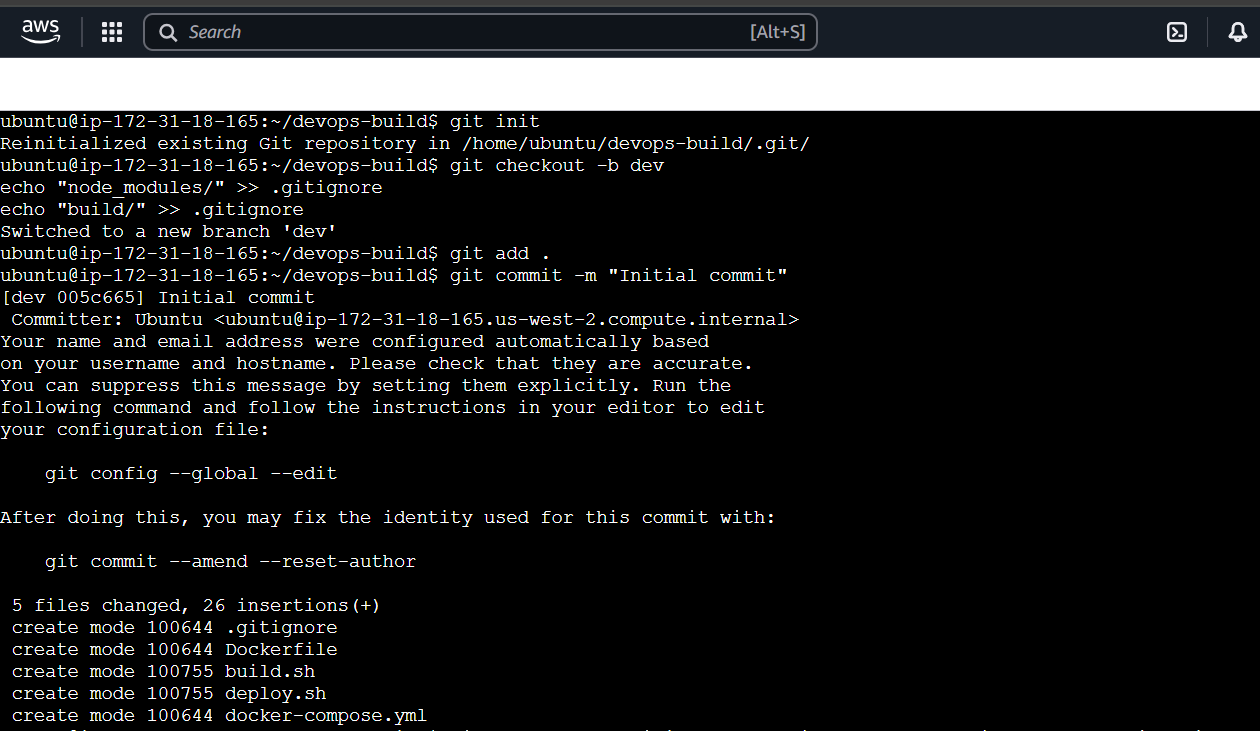 aws
Search [Alt+S]
ubuntu@ip-172-31-18-165:~/devops-build$ git init
Reinitialized existing Git repository in /home/ubuntu/devops-build/.git/
ubuntu@ip-172-31-18-165:~/devops-build$ git checkout -b dev
echo "node_modules/" >> .gitignore
echo "build/" >> .gitignore
Switched to a new branch 'dev'
ubuntu@ip-172-31-18-165:~/devops-build$ git add .
ubuntu@ip-172-31-18-165:~/devops-build$ git commit -m "Initial commit"
[dev 005c665] Initial commit
 Committer: Ubuntu <ubuntu@ip-172-31-18-165.us-west-2.compute.internal>
Your name and email address were configured automatically based
on your username and hostname. Please check that they are accurate.
You can suppress this message by setting them explicitly. Run the
following command and follow the instructions in your editor to edit
your configuration file:
    git config --global --edit
After doing this, you may fix the identity used for this commit with:
    git commit --amend --reset-author
 5 files changed, 26 insertions(+)
 create mode 100644 .gitignore
 create mode 100644 Dockerfile
 create mode 100755 build.sh
 create mode 100755 deploy.sh
 create mode 100644 docker-compose.yml